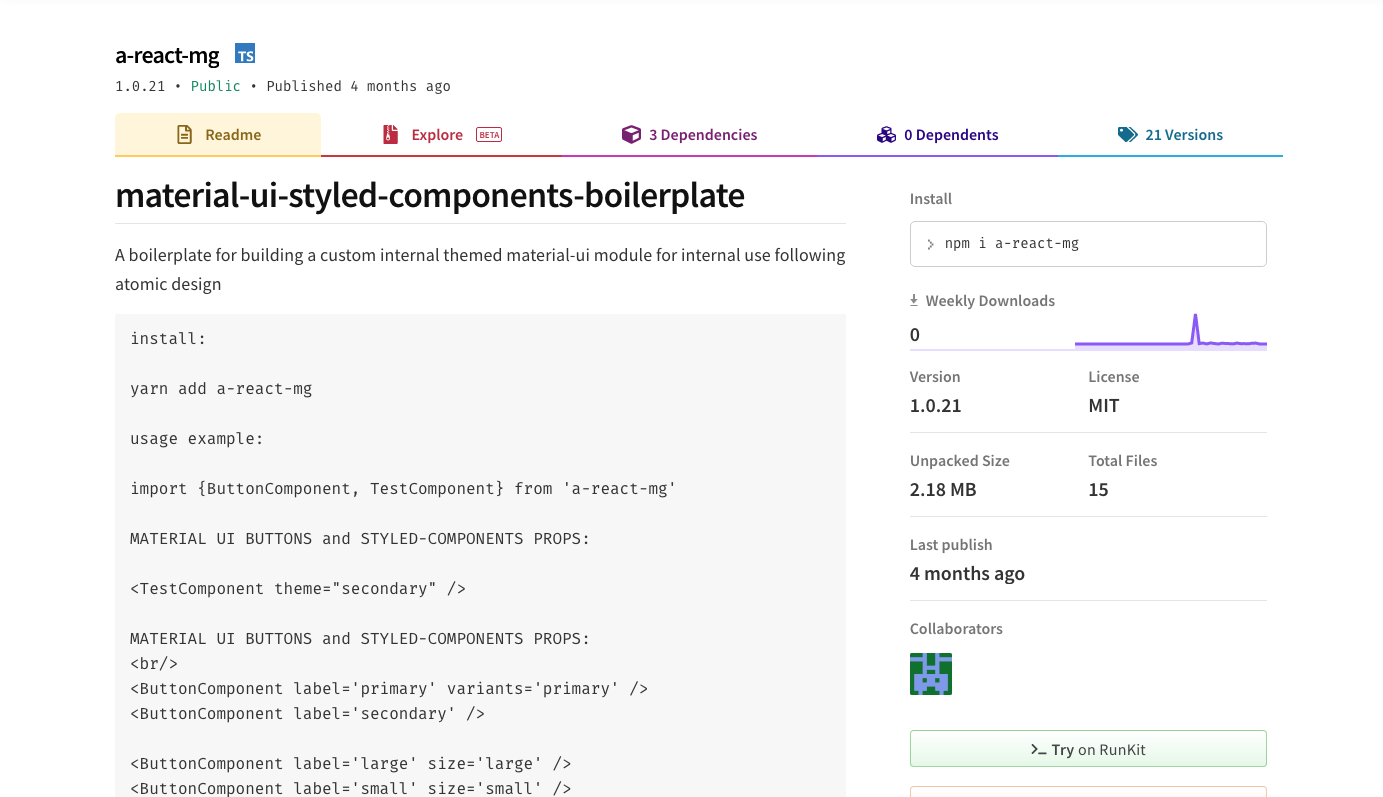 a-react-mg TS
1.0.21 • Public • Published 4 months ago
Readme
Explore BETA
3 Dependencies
0 Dependents
21 Versions
material-ui-styled-components-boilerplate
A boilerplate for building a custom internal themed material-ui module for internal use following
atomic design
install:
yarn add a-react-mg
usage example:
import {ButtonComponent, TestComponent} from 'a-react-mg'
MATERIAL UI BUTTONS and STYLED-COMPONENTS PROPS:
<TestComponent theme="secondary" />
MATERIAL UI BUTTONS and STYLED-COMPONENTS PROPS:
<br/>
<ButtonComponent label='primary' variants='primary' />
<ButtonComponent label='secondary' />
<ButtonComponent label='large' size='large' />
<ButtonComponent label='small' size='small' />
Install
npm i a-react-mg
Weekly Downloads
0
Version
1.0.21
License
MIT
Unpacked Size
2.18 MB
Total Files
15
Last publish
4 months ago
Collaborators
Try on RunKit